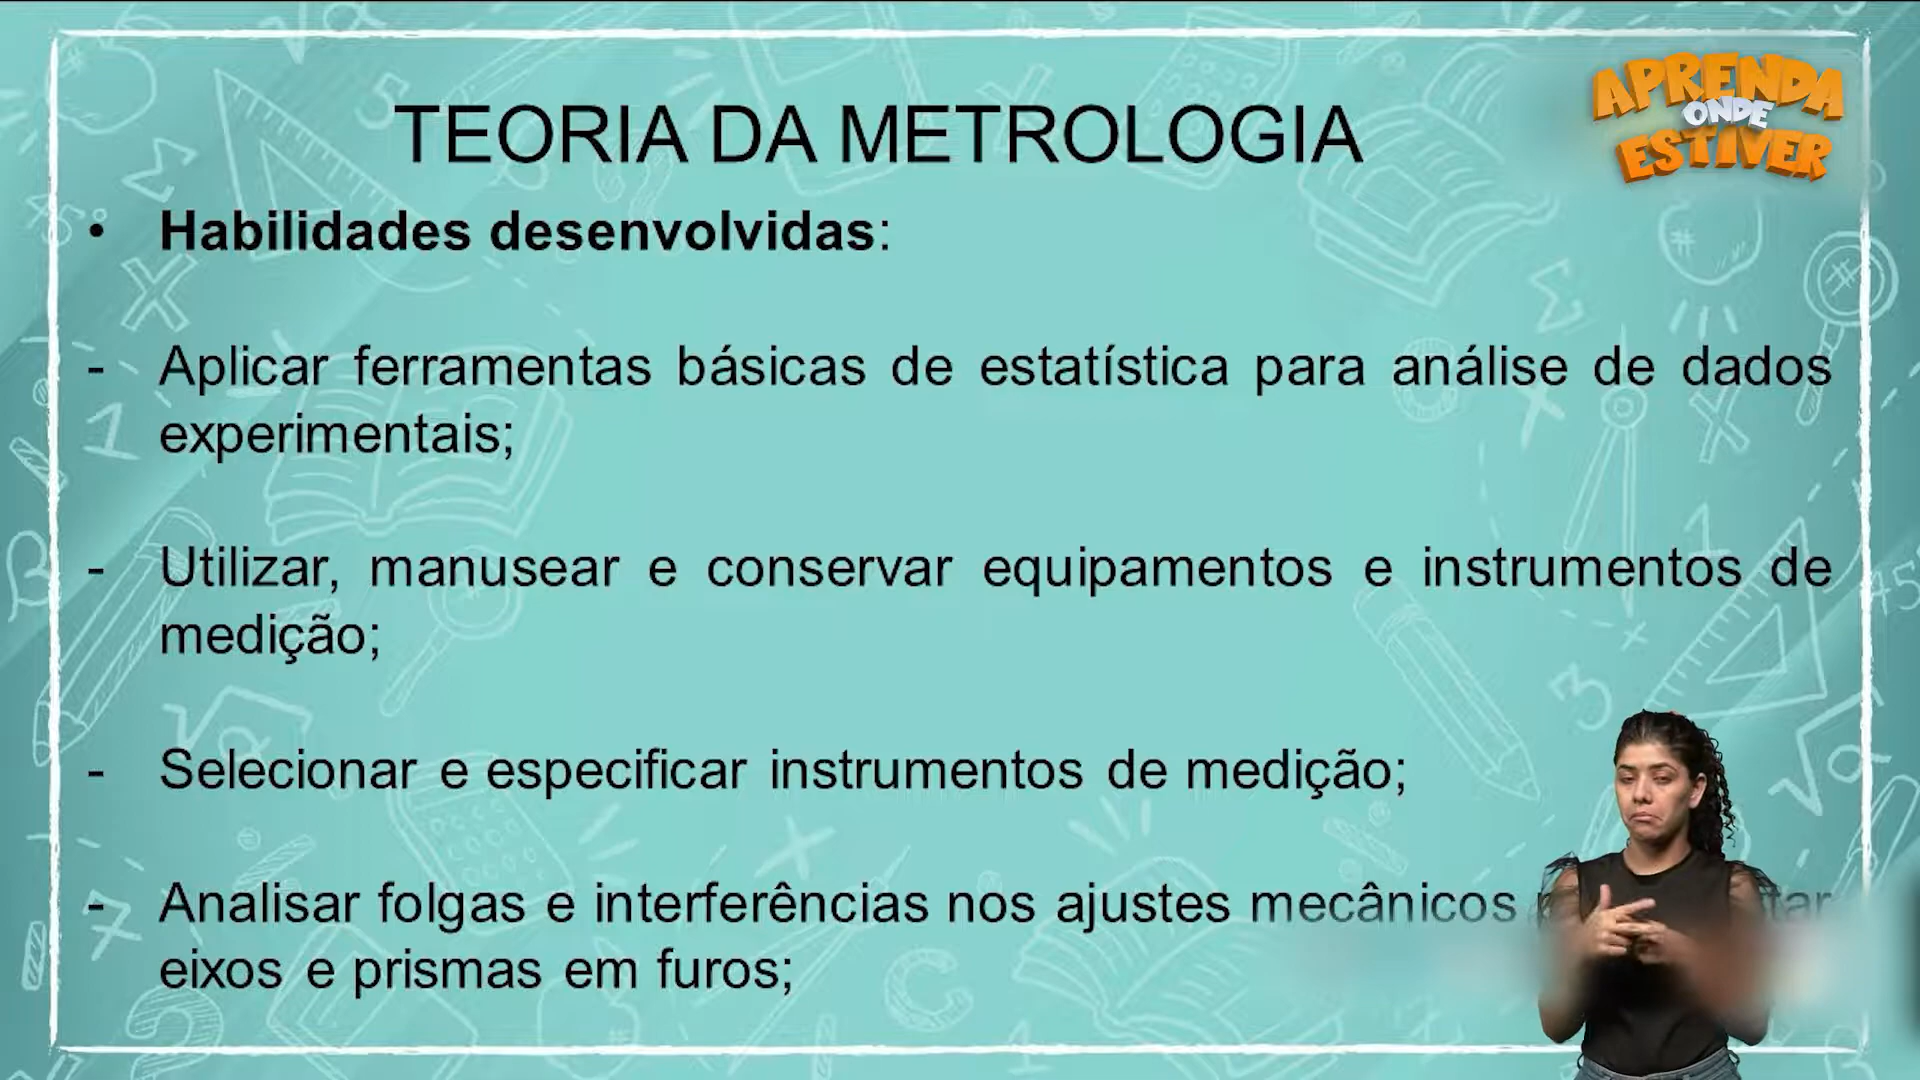 APRENDA
ONDE
ESTIVER
TEORIA DA METROLOGIA
• Habilidades desenvolvidas:
- Aplicar ferramentas básicas de estatística para análise de dados
experimentais;
- Utilizar, manusear e conservar equipamentos e instrumentos de
medição;
- Selecionar e especificar instrumentos de medição;
- Analisar folgas e interferências nos ajustes mecânicos
eixos e prismas em furos;